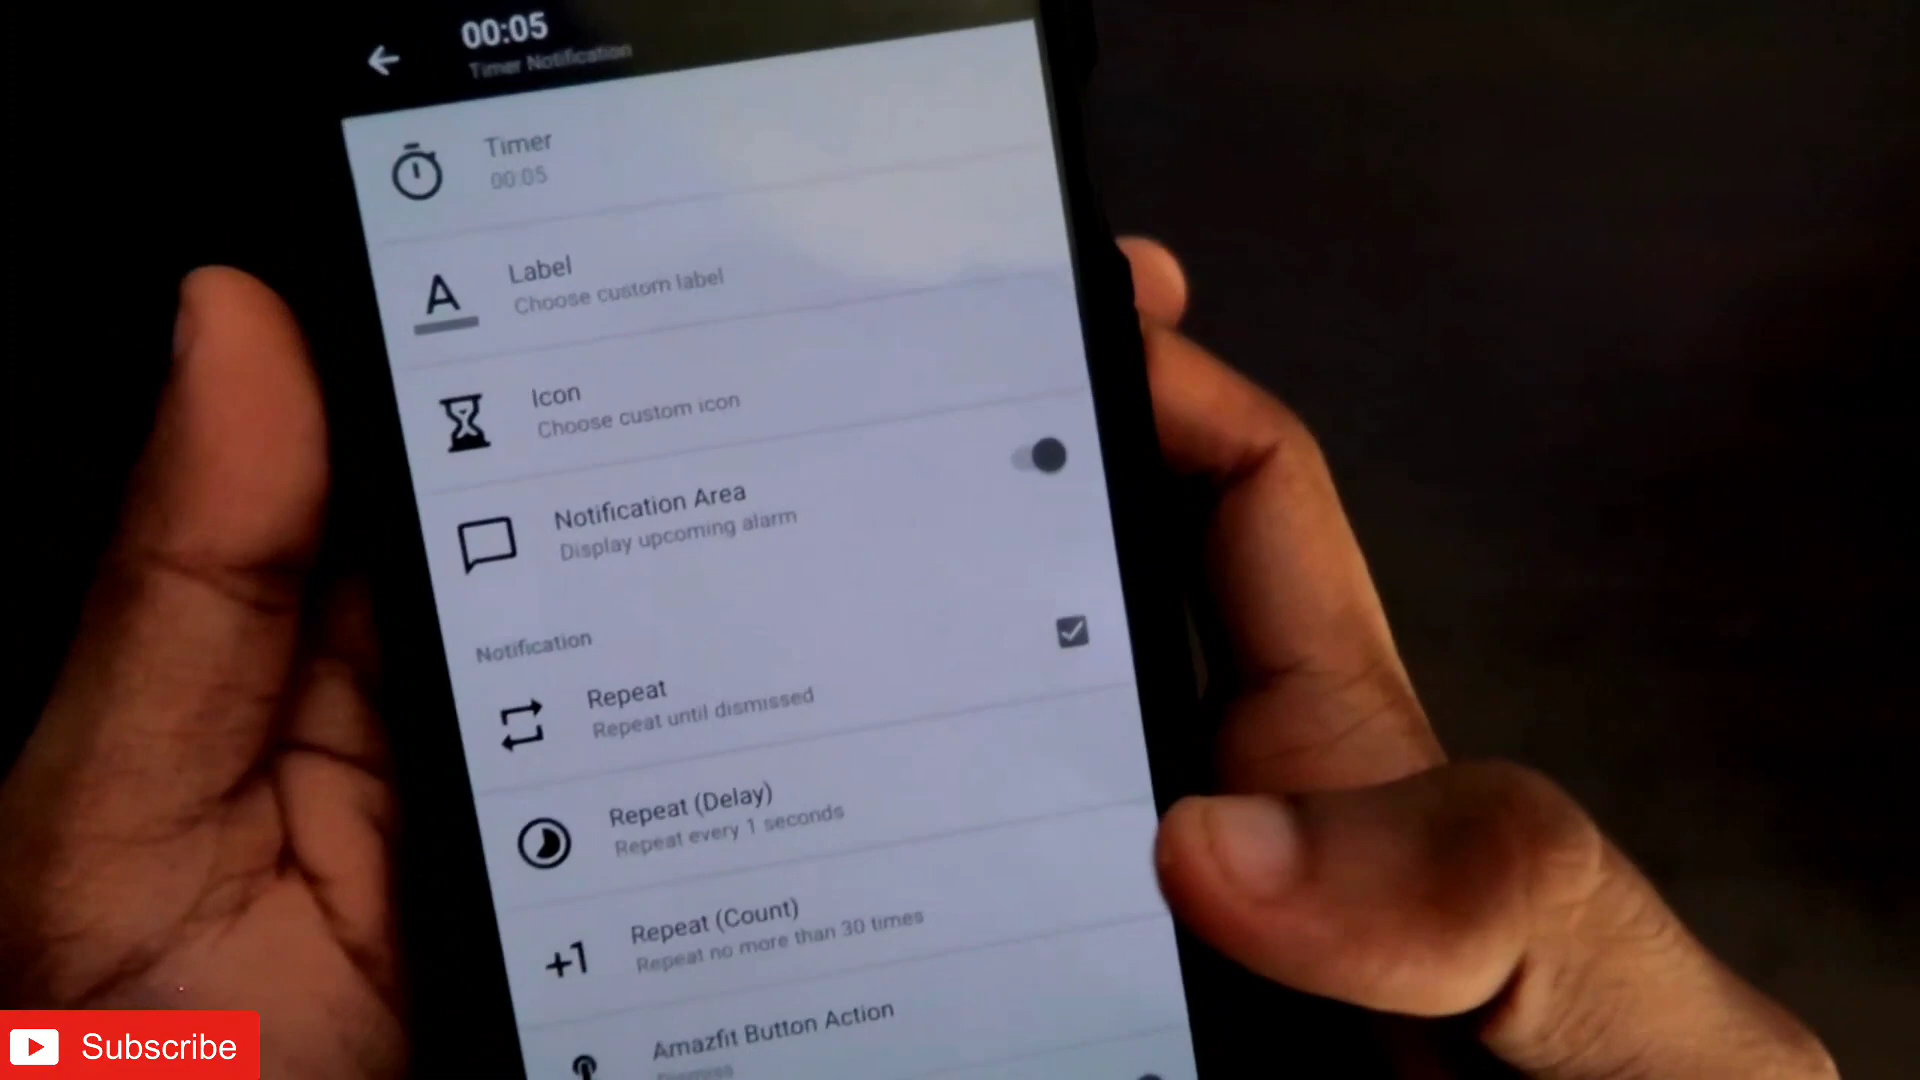 00:05
Timer Notification
Timer
00:05
Label
Choose custom label
Icon
Choose custom icon
Notification Area
Display upcoming alarm
Notification
Repeat
Repeat until dismissed
Repeat (Delay)
Repeat every 1 seconds
Repeat (Count)
+1
Repeat no more than 30 times
Amazfit Button Action
Dismiss
Subscribe